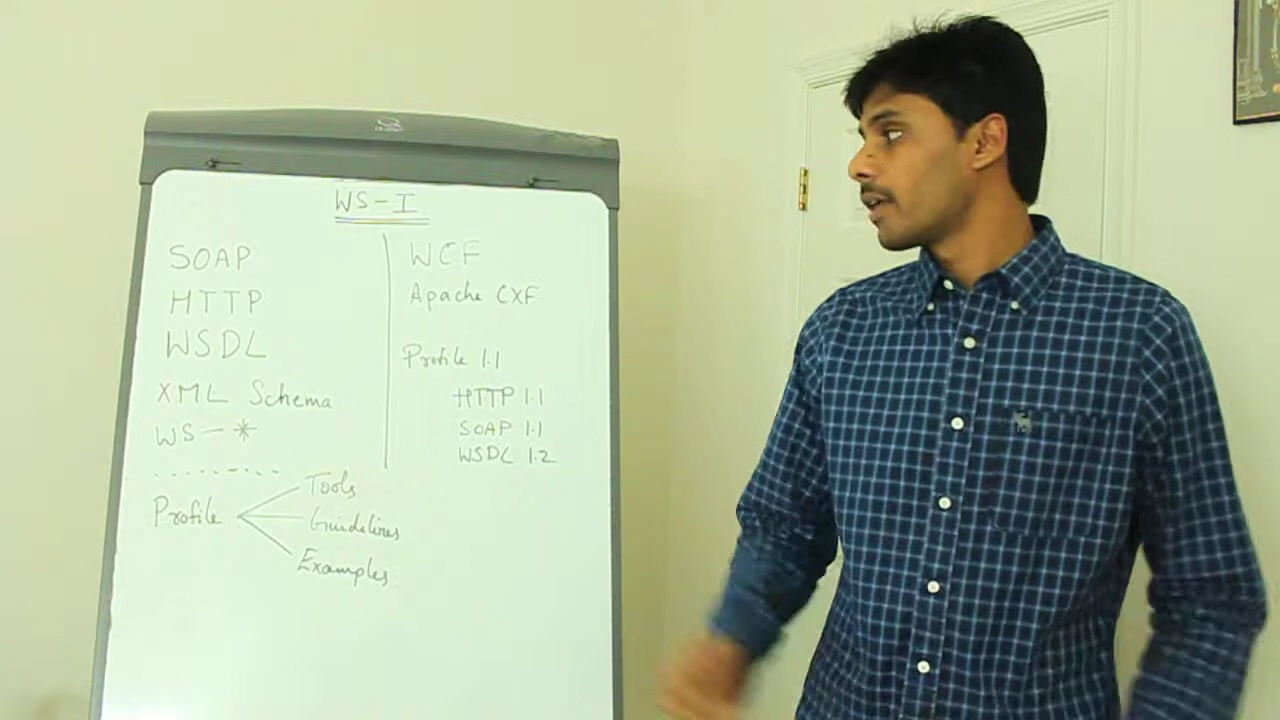 WS-I
SOAP
HTTP
WSDL
XML Schema
WS-*
Profile
Tools
Guidelines
Examples
WCF
Apache CXF
Profile 1.1
HTTP 1.1
SOAP 1.1
WSDL 1.2